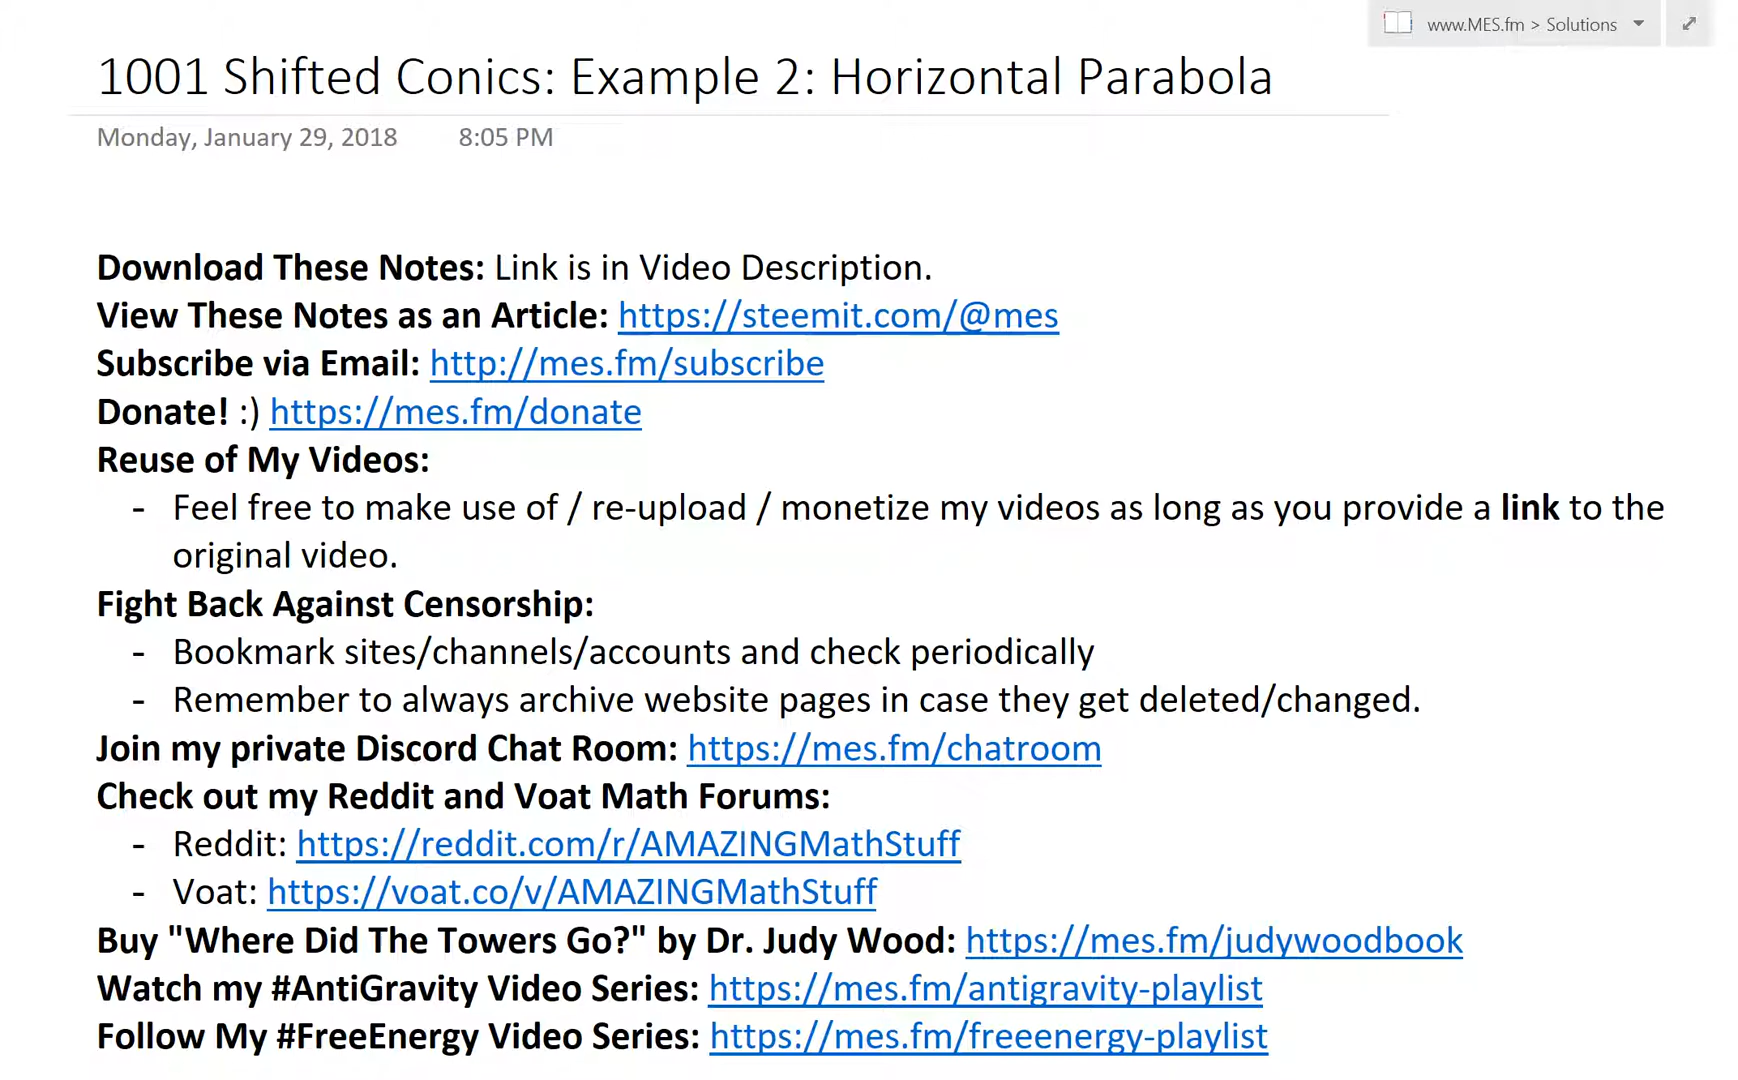 www.MES.fm > Solutions
1001 Shifted Conics: Example 2: Horizontal Parabola
Monday, January 29, 2018 8:05 PM
Download These Notes: Link is in Video Description.
View These Notes as an Article: https://steemit.com/@mes
Subscribe via Email: http://mes.fm/subscribe
Donate! :) https://mes.fm/donate
Reuse of My Videos:
- Feel free to make use of / re-upload / monetize my videos as long as you provide a link to the
original video.
Fight Back Against Censorship:
- Bookmark sites/channels/accounts and check periodically
- Remember to always archive website pages in case they get deleted/changed.
Join my private Discord Chat Room: https://mes.fm/chatroom
Check out my Reddit and Voat Math Forums:
- Reddit: https://reddit.com/r/AMAZINGMathStuff
- Voat: https://voat.co/v/AMAZINGMathStuff
Buy "Where Did The Towers Go?" by Dr. Judy Wood: https://mes.fm/judywoodbook
Watch my #AntiGravity Video Series: https://mes.fm/antigravity-playlist
Follow My #FreeEnergy Video Series: https://mes.fm/freeenergy-playlist